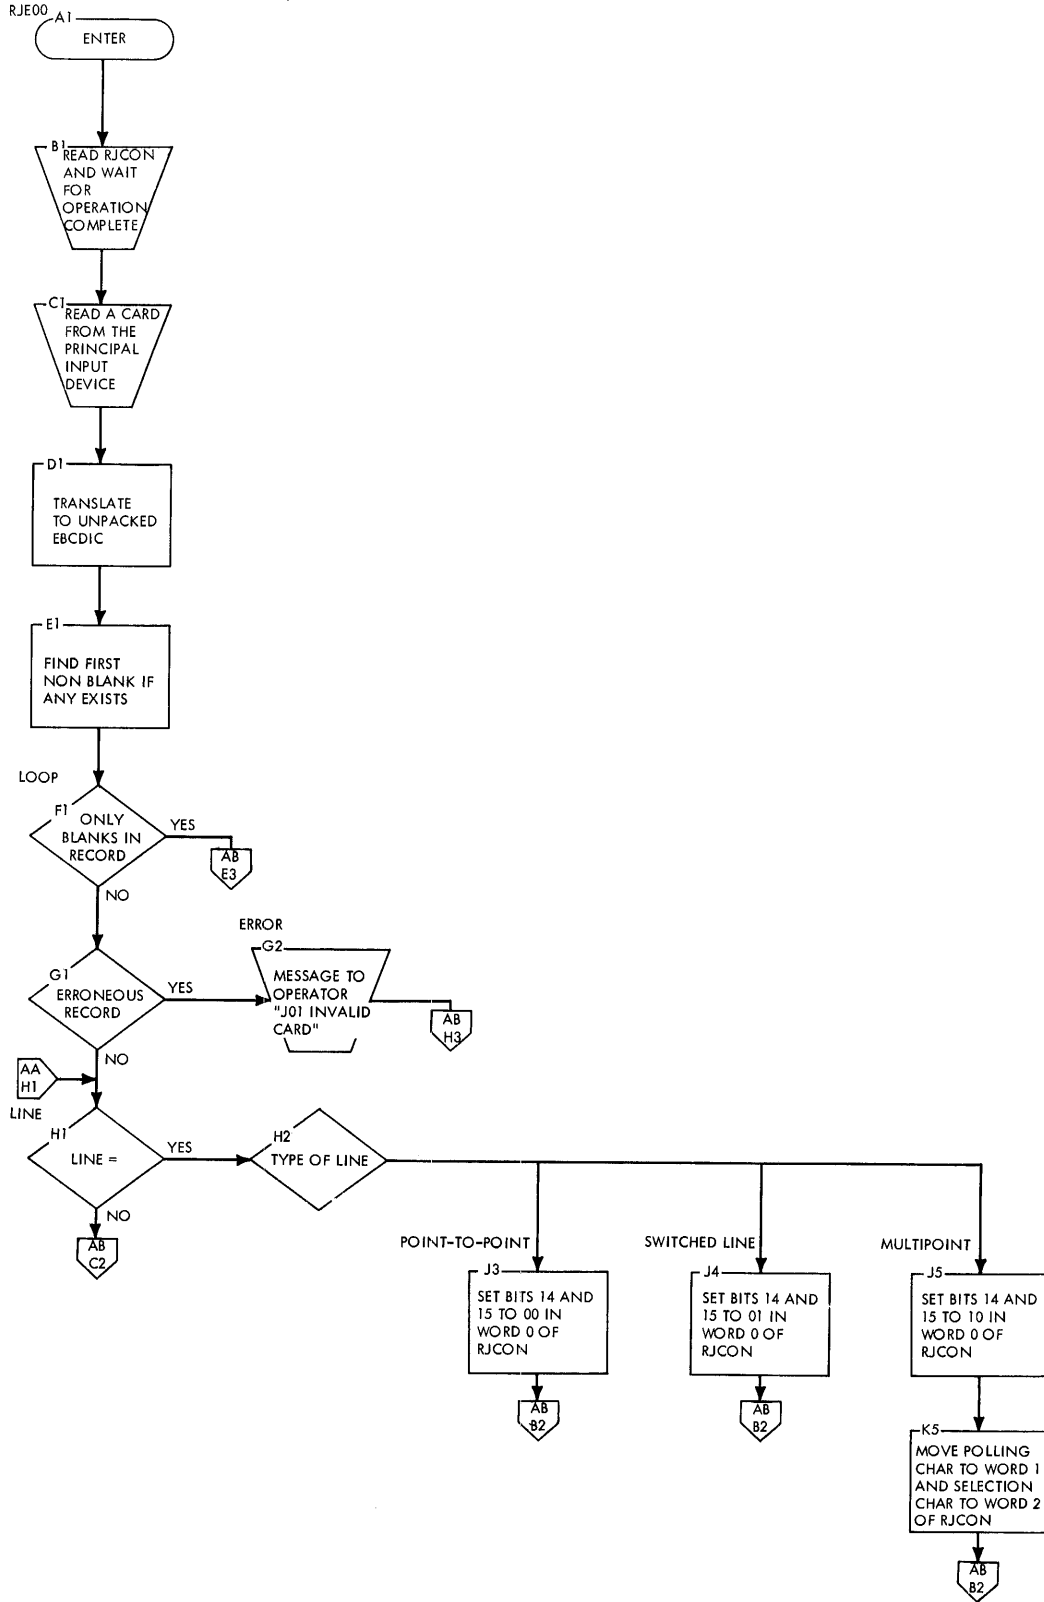 RJE00
A1
ENTER
B1
READ RJCON
AND WAIT
FOR
OPERATION
COMPLETE
C1
READ A CARD
FROM THE
PRINCIPAL
INPUT
DEVICE
D1
TRANSLATE
TO UNPACKED
EBCDIC
E1
FIND FIRST
NON BLANK IF
ANY EXISTS
LOOP
F1
ONLY
BLANKS IN
RECORD
YES
AB
E3
NO
G1
ERRONEOUS
RECORD
YES
ERROR
G2
MESSAGE TO
OPERATOR
"J01 INVALID
CARD"
AB
H3
NO
AA
H1
LINE
H1
LINE =
YES
H2
TYPE OF LINE
NO
AB
C2
POINT-TO-POINT
J3
SET BITS 14 AND
15 TO 00 IN
WORD 0 OF
RJCON
AB
B2
SWITCHED LINE
J4
SET BITS 14 AND
15 TO 01 IN
WORD 0 OF
RJCON
AB
B2
MULTIPOINT
J5
SET BITS 14 AND
15 TO 10 IN
WORD 0 OF
RJCON
K5
MOVE POLLING
CHAR TO WORD 1
AND SELECTION
CHAR TO WORD 2
OF RJCON
AB
B2